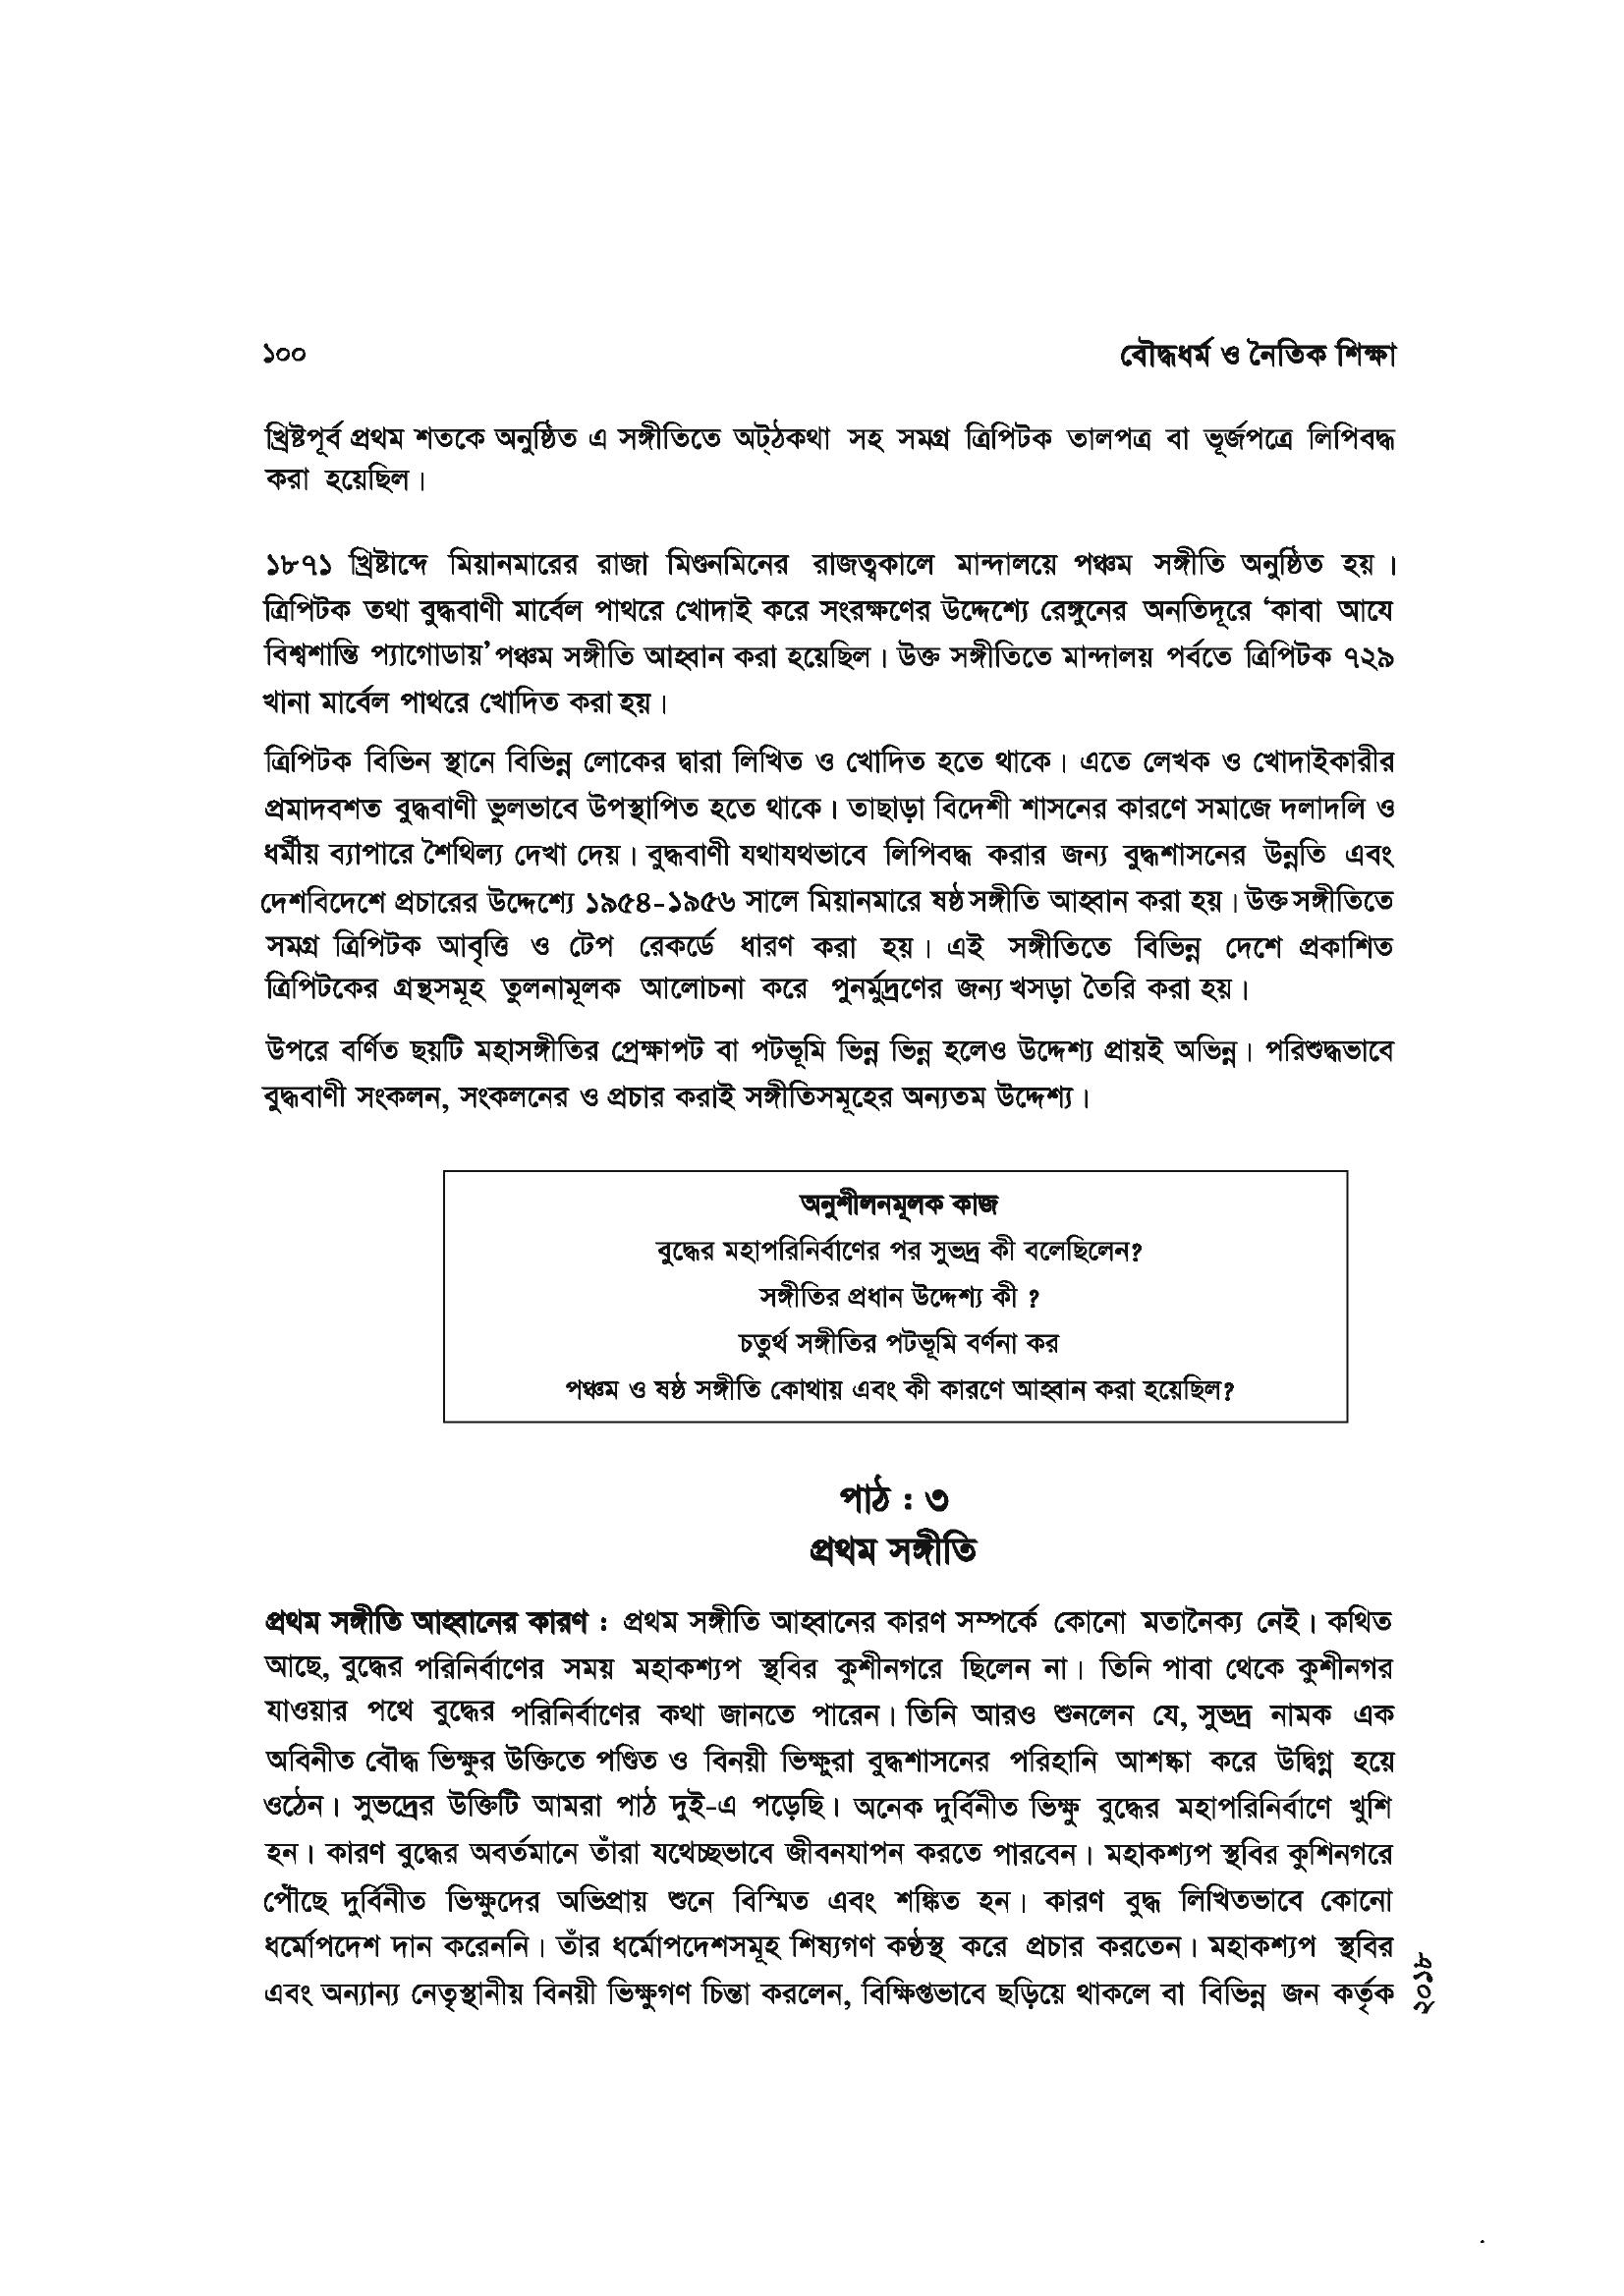 ১০০ বৌদ্ধধর্ম ও নৈতিক শিক্ষা
খ্রিষ্টপূর্ব প্রথম শতকে অনুষ্ঠিত এ সঙ্গীতিতে অট্ঠকথা সহ সমগ্র ত্রিপিটক তালপত্র বা ভূর্জপত্রে লিপিবদ্ধ
করা হয়েছিল।
১৮৭১ খ্রিষ্টাব্দে মিয়ানমারের রাজা মিণ্ডনমিনের রাজত্বকালে মান্দালয়ে পঞ্চম সঙ্গীতি অনুষ্ঠিত হয়।
ত্রিপিটক তথা বুদ্ধবাণী মার্বেল পাথরে খোদাই করে সংরক্ষণের উদ্দেশ্যে রেঙ্গুনের অনতিদূরে ‘কাবা আযে
বিশ্বশান্তি প্যাগোডায়’ পঞ্চম সঙ্গীতি আহ্বান করা হয়েছিল। উক্ত সঙ্গীতিতে মান্দালয় পর্বতে ত্রিপিটক ৭২৯
খানা মার্বেল পাথরে খোদিত করা হয়।
ত্রিপিটক বিভিন স্থানে বিভিন্ন লোকের দ্বারা লিখিত ও খোদিত হতে থাকে। এতে লেখক ও খোদাইকারীর
প্রমাদবশত বুদ্ধবাণী ভুলভাবে উপস্থাপিত হতে থাকে। তাছাড়া বিদেশী শাসনের কারণে সমাজে দলাদলি ও
ধর্মীয় ব্যাপারে শৈথিল্য দেখা দেয়। বুদ্ধবাণী যথাযথভাবে লিপিবদ্ধ করার জন্য বুদ্ধশাসনের উন্নতি এবং
দেশবিদেশে প্রচারের উদ্দেশ্যে ১৯৫৪-১৯৫৬ সালে মিয়ানমারে ষষ্ঠ সঙ্গীতি আহ্বান করা হয়। উক্ত সঙ্গীতিতে
সমগ্র ত্রিপিটক আবৃত্তি ও টেপ রেকর্ডে ধারণ করা হয়। এই সঙ্গীতিতে বিভিন্ন দেশে প্রকাশিত
ত্রিপিটকের গ্রন্থসমূহ তুলনামূলক আলোচনা করে পুনর্মুদ্রণের জন্য খসড়া তৈরি করা হয়।
উপরে বর্ণিত ছয়টি মহাসঙ্গীতির প্রেক্ষাপট বা পটভূমি ভিন্ন ভিন্ন হলেও উদ্দেশ্য প্রায়ই অভিন্ন। পরিশুদ্ধভাবে
বুদ্ধবাণী সংকলন, সংকলনের ও প্রচার করাই সঙ্গীতিসমূহের অন্যতম উদ্দেশ্য।
অনুশীলনমূলক কাজ
বুদ্ধের মহাপরিনির্বাণের পর সুভদ্র কী বলেছিলেন?
সঙ্গীতির প্রধান উদ্দেশ্য কী ?
চতুর্থ সঙ্গীতির পটভূমি বর্ণনা কর
পঞ্চম ও ষষ্ঠ সঙ্গীতি কোথায় এবং কী কারণে আহ্বান করা হয়েছিল?
পাঠ : ৩
প্রথম সঙ্গীতি
প্রথম সঙ্গীতি আহ্বানের কারণ : প্রথম সঙ্গীতি আহ্বানের কারণ সম্পর্কে কোনো মতানৈক্য নেই। কথিত
আছে, বুদ্ধের পরিনির্বাণের সময় মহাকশ্যপ স্থবির কুশীনগরে ছিলেন না। তিনি পাবা থেকে কুশীনগর
যাওয়ার পথে বুদ্ধের পরিনির্বাণের কথা জানতে পারেন। তিনি আরও শুনলেন যে, সুভদ্র নামক এক
অবিনীত বৌদ্ধ ভিক্ষুর উক্তিতে পণ্ডিত ও বিনয়ী ভিক্ষুরা বুদ্ধশাসনের পরিহানি আশঙ্কা করে উদ্বিগ্ন হয়ে
ওঠেন। সুভদ্রের উক্তিটি আমরা পাঠ দুই-এ পড়েছি। অনেক দুর্বিনীত ভিক্ষু বুদ্ধের মহাপরিনির্বাণে খুশি
হন। কারণ বুদ্ধের অবর্তমানে তাঁরা যথেচ্ছভাবে জীবনযাপন করতে পারবেন। মহাকশ্যপ স্থবির কুশিনগরে
পৌঁছে দুর্বিনীত ভিক্ষুদের অভিপ্রায় শুনে বিস্মিত এবং শঙ্কিত হন। কারণ বুদ্ধ লিখিতভাবে কোনো
ধর্মোপদেশ দান করেননি। তাঁর ধর্মোপদেশসমূহ শিষ্যগণ কণ্ঠস্থ করে প্রচার করতেন। মহাকশ্যপ স্থবির
এবং অন্যান্য নেতৃস্থানীয় বিনয়ী ভিক্ষুগণ চিন্তা করলেন, বিক্ষিপ্তভাবে ছড়িয়ে থাকলে বা বিভিন্ন জন কর্তৃক
২০১৮